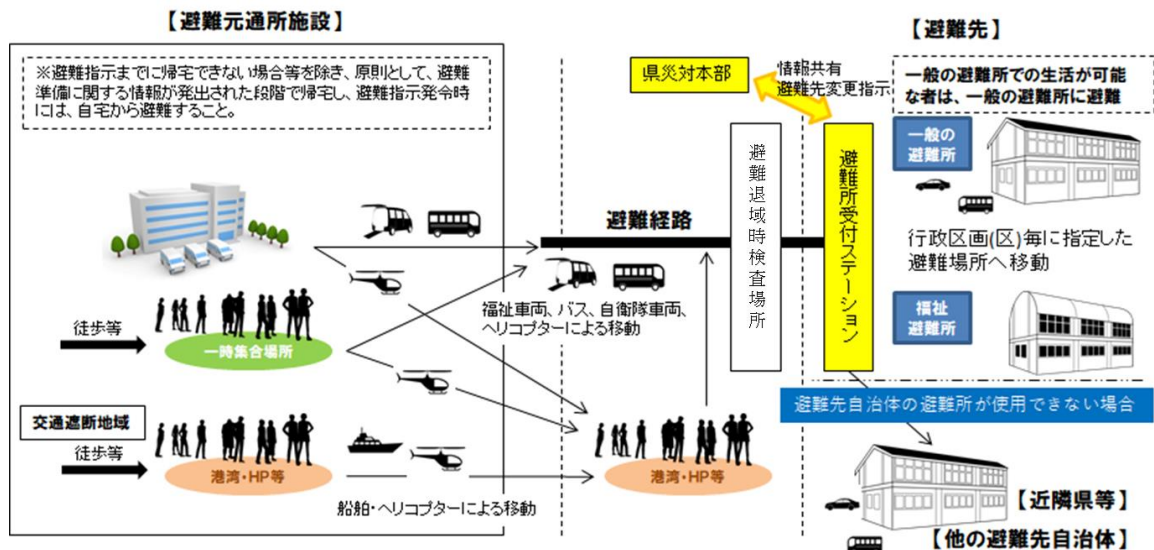 【避難元通所施設】
【避難先】
※避難指示までに帰宅できない場合等を除き、原則として、避難
準備に関する情報が発出された段階で帰宅し、避難指示発令時
には、自宅から避難すること。
県災対本部
情報共有
避難先変更指示
一般の避難所での生活が可能
な者は、一般の避難所に避難
一般の
避難所
避難経路
避難退域時検査場所
避難所受付ステーション
行政区画(区)毎に指定した
避難場所へ移動
福祉車両、バス、自衛隊車両、
ヘリコプターによる移動
福祉
避難所
徒歩等
一時集合場所
避難先自治体の避難所が使用できない場合
交通遮断地域
徒歩等
港湾・HP等
船舶・ヘリコプターによる移動
港湾・HP等
【近隣県等】
【他の避難先自治体】